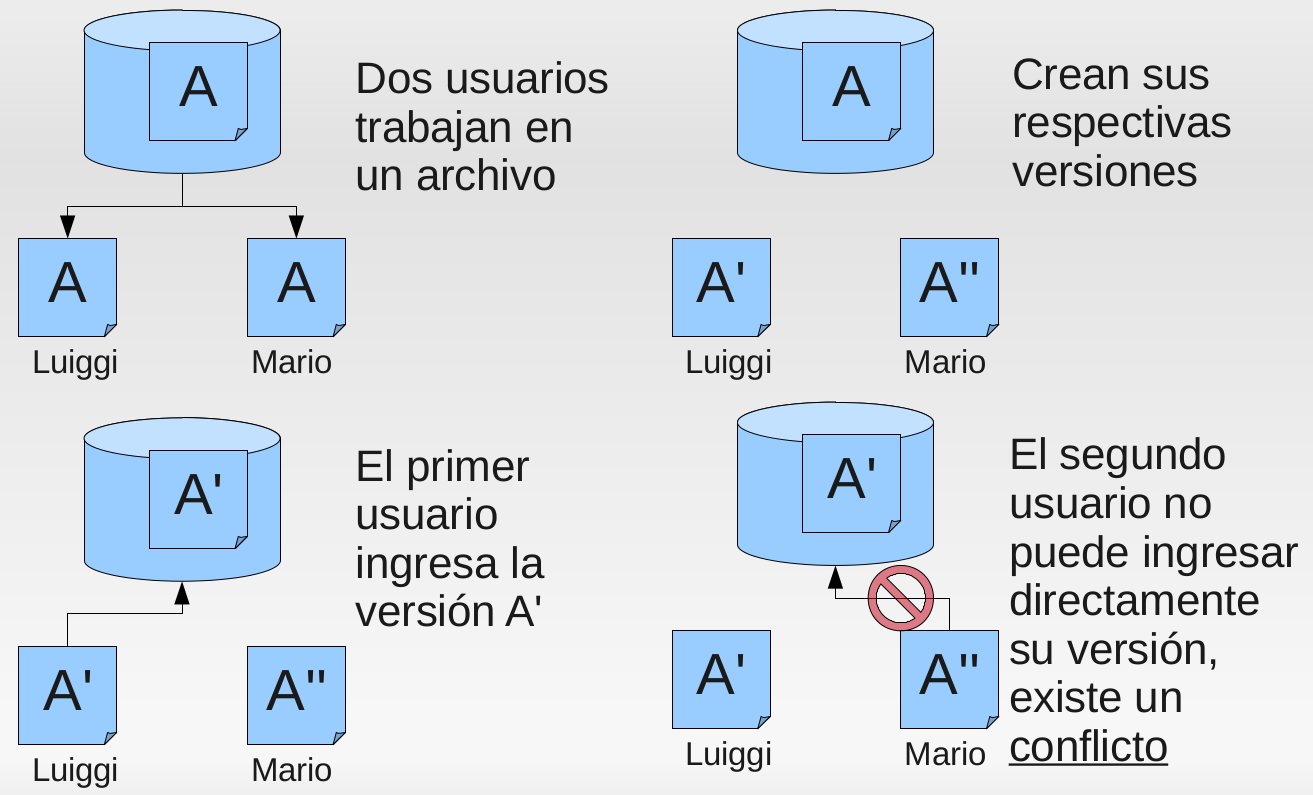 A
Dos usuarios
trabajan en
un archivo
A
A
Luiggi
Mario
A
Crean sus
respectivas
versiones
A'
A''
Luiggi
Mario
A'
El primer
usuario
ingresa la
versión A'
A'
A''
Luiggi
Mario
A'
El segundo
usuario no
puede ingresar
directamente
su versión,
existe un
conflicto
A'
A''
Luiggi
Mario